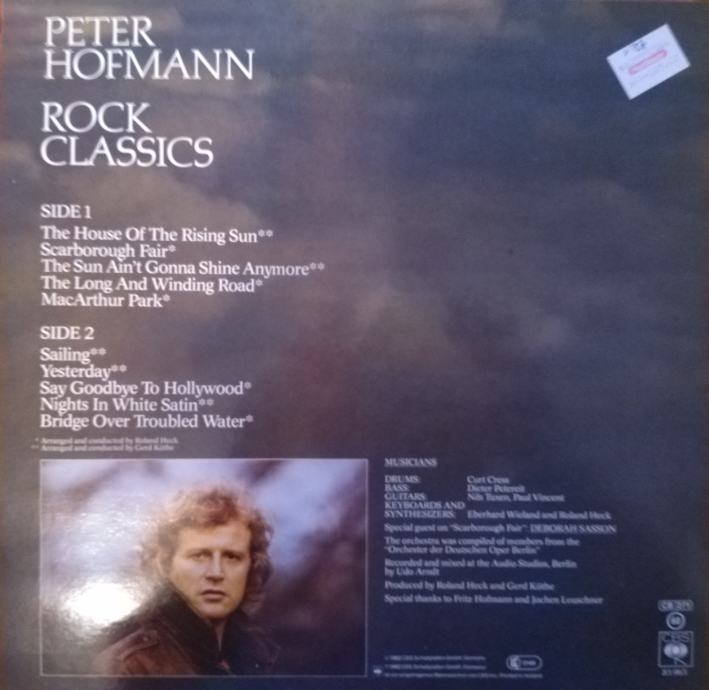 PETER
HOFMANN
ROCK
CLASSICS
SIDE 1
The House Of The Rising Sun**
Scarborough Fair*
The Sun Ain't Gonna Shine Anymore**
The Long And Winding Road*
MacArthur Park*
SIDE 2
Sailing**
Yesterday**
Say Goodbye To Hollywood*
Nights In White Satin**
Bridge Over Troubled Water*
* Arranged and conducted by Roland Heck
** Arranged and conducted by Gerd Köthe
MUSICIANS
DRUMS: Curt Cress
BASS: Dieter Petereit
GUITARS: Nils Tuxen, Paul Vincent
KEYBOARDS AND
SYNTHESIZERS: Eberhard Wieland and Roland Heck
Special guest on "Scarborough Fair": DEBORAH SASSON
The orchestra was compiled of members from the
"Orchester der Deutschen Oper Berlin"
Recorded and mixed at the Audio Studios, Berlin
by Udo Arndt
Produced by Roland Heck and Gerd Köthe
Special thanks to Fritz Hofmann and Jochen Leuschner
CB 271
CBS